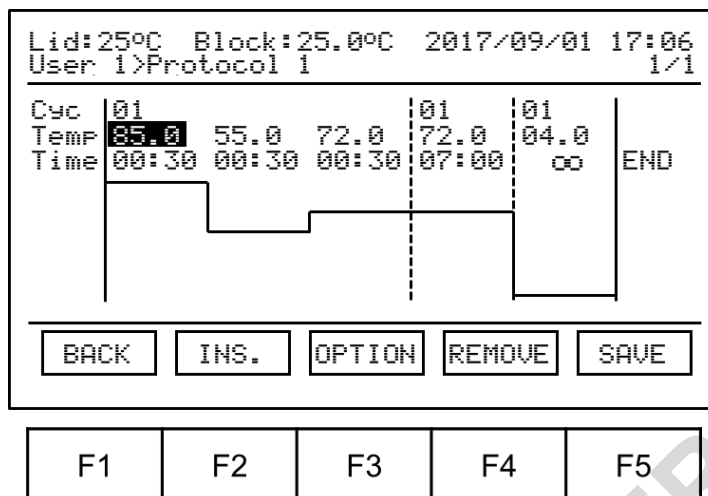 Lid:25ºC Block:25.0ºC 2017/09/01 17:06
User 1>Protocol 1 1/1
Cyc 01 01 01
Temp 85.0 55.0 72.0 72.0 04.0
Time 00:30 00:30 00:30 07:00 ∞ END
BACK INS. OPTION REMOVE SAVE
F1 F2 F3 F4 F5